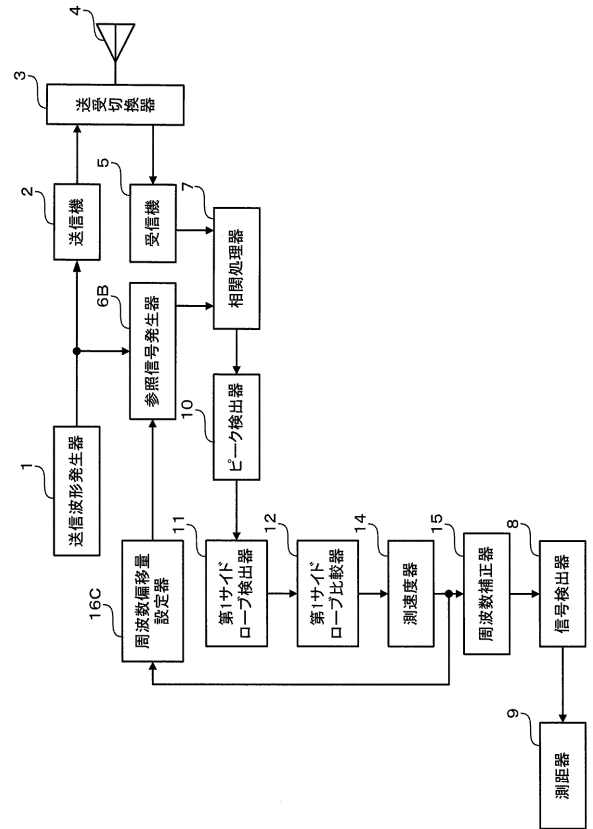 1
送信波形発生器
2
送信機
3
送受切換器
4
5
受信機
6B
参照信号発生器
7
相関処理器
16C
周波数偏移量
設定器
10
ピーク検出器
11
第1サイド
ローブ検出器
12
第1サイド
ローブ比較器
14
測速度器
15
周波数補正器
8
信号検出器
9
測距器